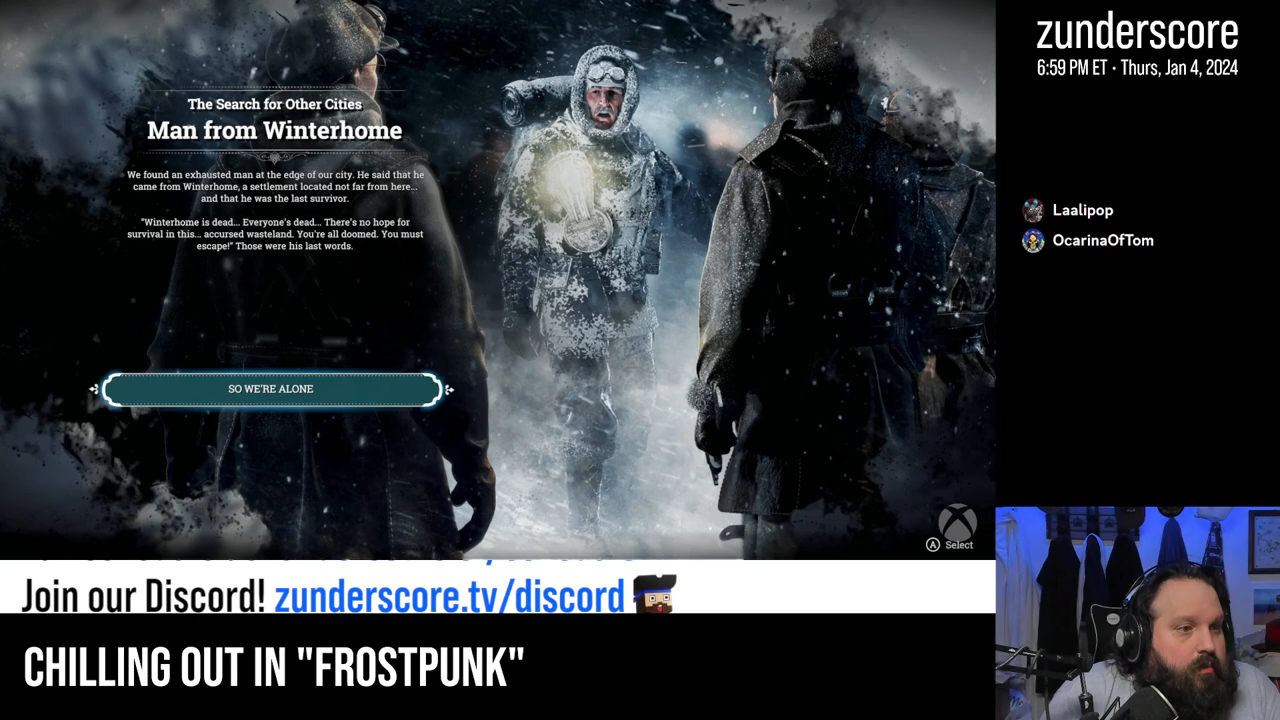 The Search for Other Cities
Man from Winterhome
We found an exhausted man at the edge of our city. He said that he
came from Winterhome, a settlement located not far from here...
and that he was the last survivor.
"Winterhome is dead... Everyone's dead... There's no hope for
survival in this... accursed wasteland. You're all doomed. You must
escape!" Those were his last words.
SO WE'RE ALONE
A Select
Join our Discord! zunderscore.tv/discord
CHILLING OUT IN "FROSTPUNK"
zunderscore
6:59 PM ET · Thurs, Jan 4, 2024
Laalipop
OcarinaOfTom